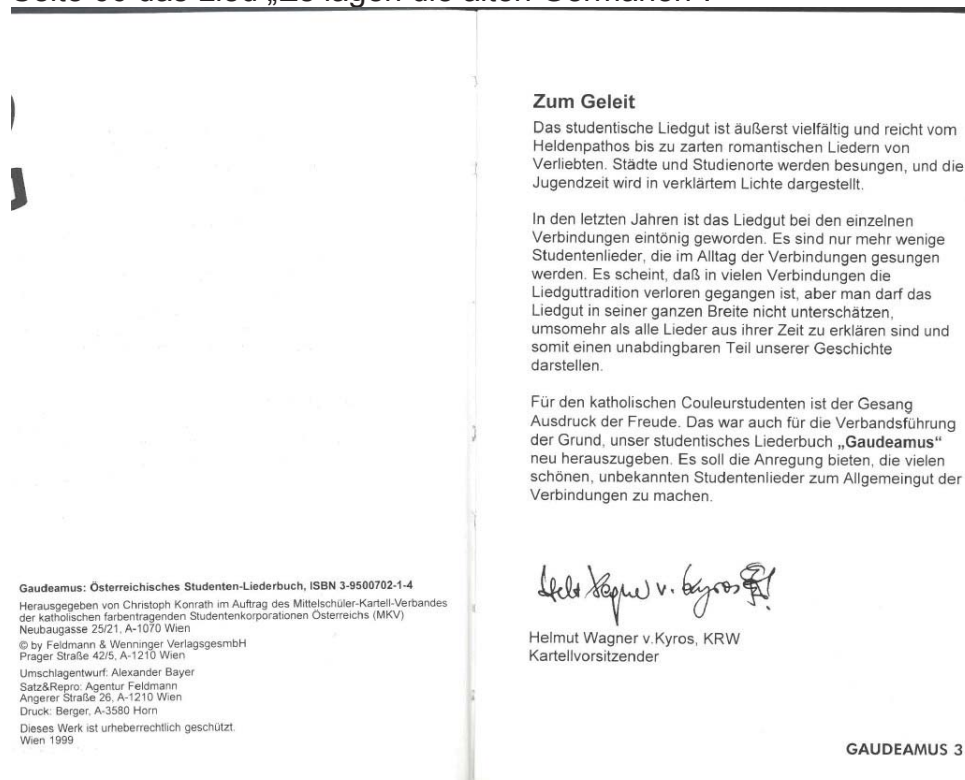 Gaudeamus: Österreichisches Studenten-Liederbuch, ISBN 3-9500702-1-4
Herausgegeben von Christoph Konrath im Auftrag des Mittelschüler-Kartell-Verbandes
der katholischen farbentragenden Studentenkorporationen Österreichs (MKV)
Neubaugasse 25/21, A-1070 Wien
© by Feldmann & Wenninger VerlagsgesmbH
Prager Straße 42/5, A-1210 Wien
Umschlagentwurf: Alexander Bayer
Satz&Repro: Agentur Feldmann
Angerer Straße 26, A-1210 Wien
Druck: Berger, A-3580 Horn
Dieses Werk ist urheberrechtlich geschützt.
Wien 1999
Zum Geleit
Das studentische Liedgut ist äußerst vielfältig und reicht vom
Heldenpathos bis zu zarten romantischen Liedern von
Verliebten. Städte und Studienorte werden besungen, und die
Jugendzeit wird in verklärtem Lichte dargestellt.
In den letzten Jahren ist das Liedgut bei den einzelnen
Verbindungen eintönig geworden. Es sind nur mehr wenige
Studentenlieder, die im Alltag der Verbindungen gesungen
werden. Es scheint, daß in vielen Verbindungen die
Liedguttradition verloren gegangen ist, aber man darf das
Liedgut in seiner ganzen Breite nicht unterschätzen,
umsomehr als alle Lieder aus ihrer Zeit zu erklären sind und
somit einen unabdingbaren Teil unserer Geschichte
darstellen.
Für den katholischen Couleurstudenten ist der Gesang
Ausdruck der Freude. Das war auch für die Verbandsführung
der Grund, unser studentisches Liederbuch „Gaudeamus“
neu herauszugeben. Es soll die Anregung bieten, die vielen
schönen, unbekannten Studentenlieder zum Allgemeingut der
Verbindungen zu machen.
Helmut Wagner v.Kyros, KRW
Kartellvorsitzender
GAUDEAMUS 3